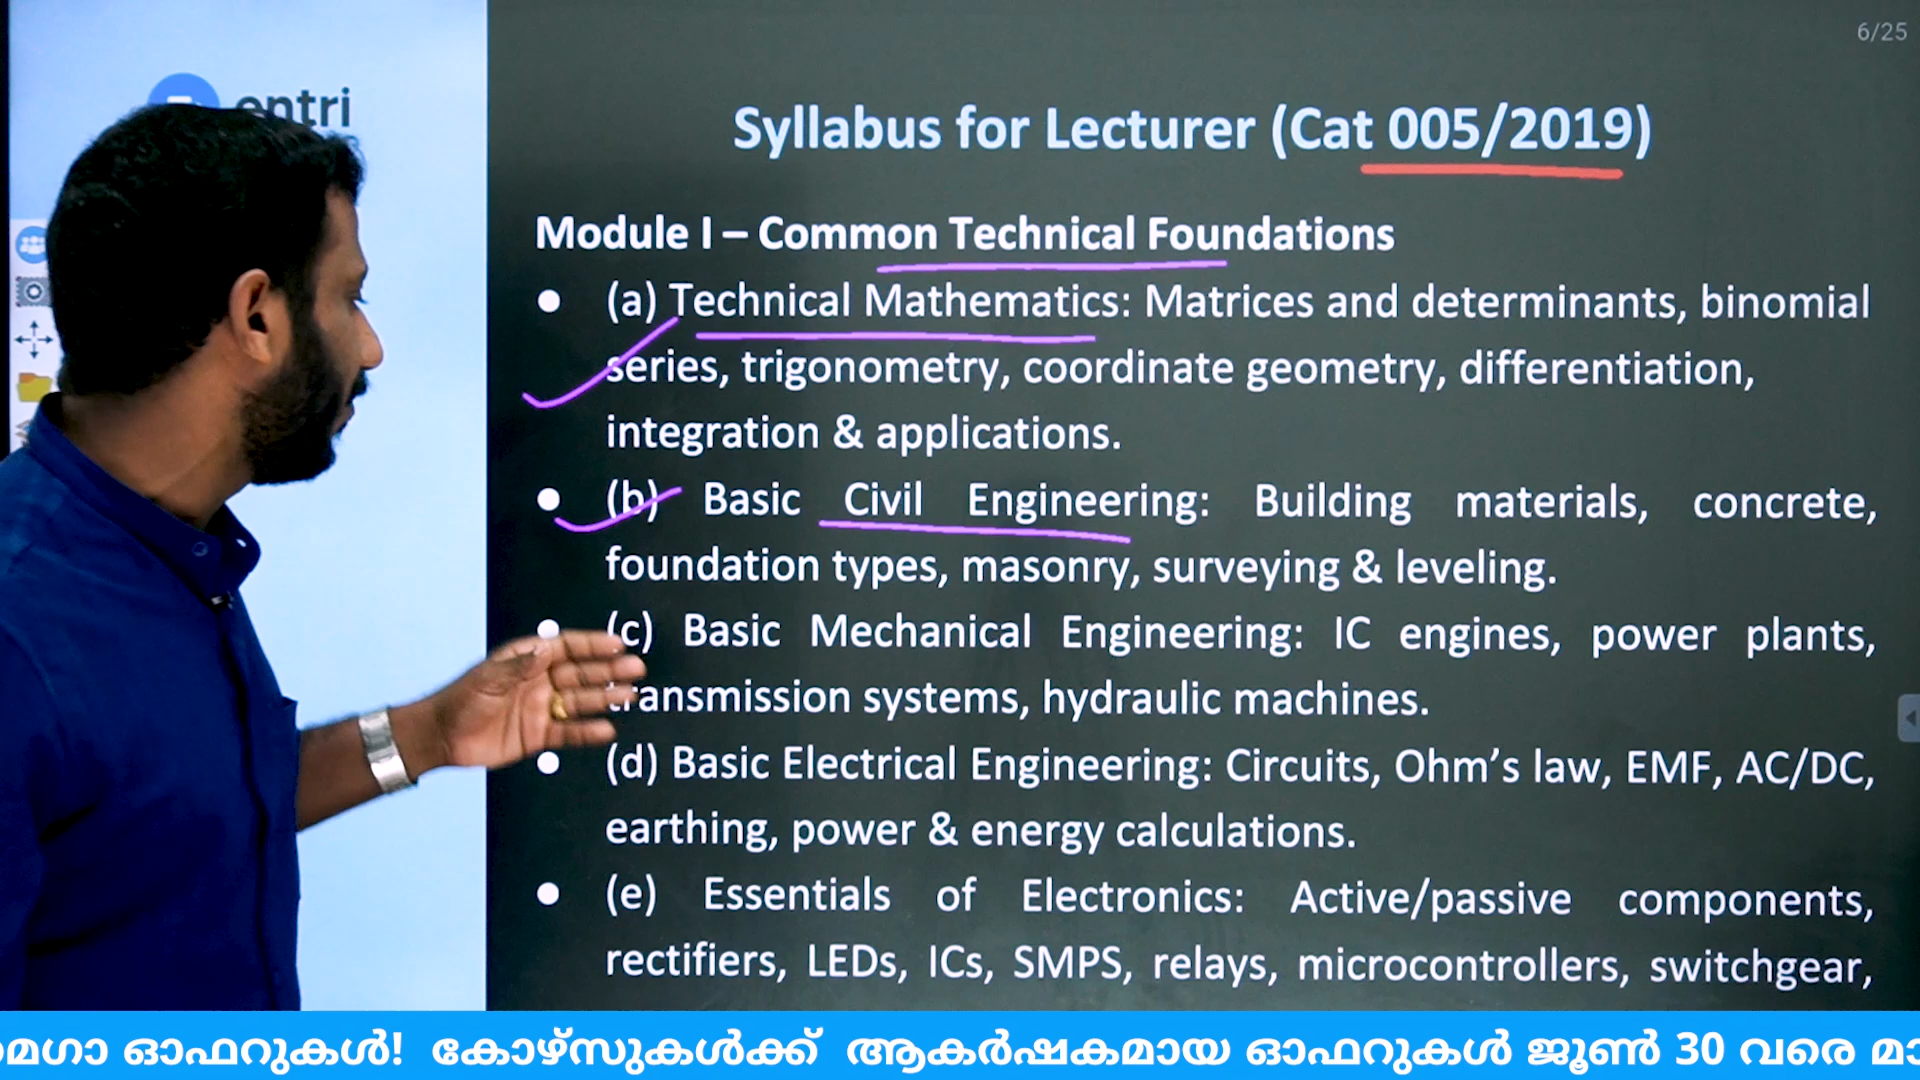 6/25
entri
Syllabus for Lecturer (Cat 005/2019)
Module I – Common Technical Foundations
(a) Technical Mathematics: Matrices and determinants, binomial
series, trigonometry, coordinate geometry, differentiation,
integration & applications.
(b) Basic Civil Engineering: Building materials, concrete,
foundation types, masonry, surveying & leveling.
(c) Basic Mechanical Engineering: IC engines, power plants,
transmission systems, hydraulic machines.
(d) Basic Electrical Engineering: Circuits, Ohm’s law, EMF, AC/DC,
earthing, power & energy calculations.
(e) Essentials of Electronics: Active/passive components,
rectifiers, LEDs, ICs, SMPS, relays, microcontrollers, switchgear,
ഓഫറുകൾ! കോഴ്സുകൾക്ക് ആകർഷകമായ ഓഫറുകൾ ജൂൺ 30 വരെ